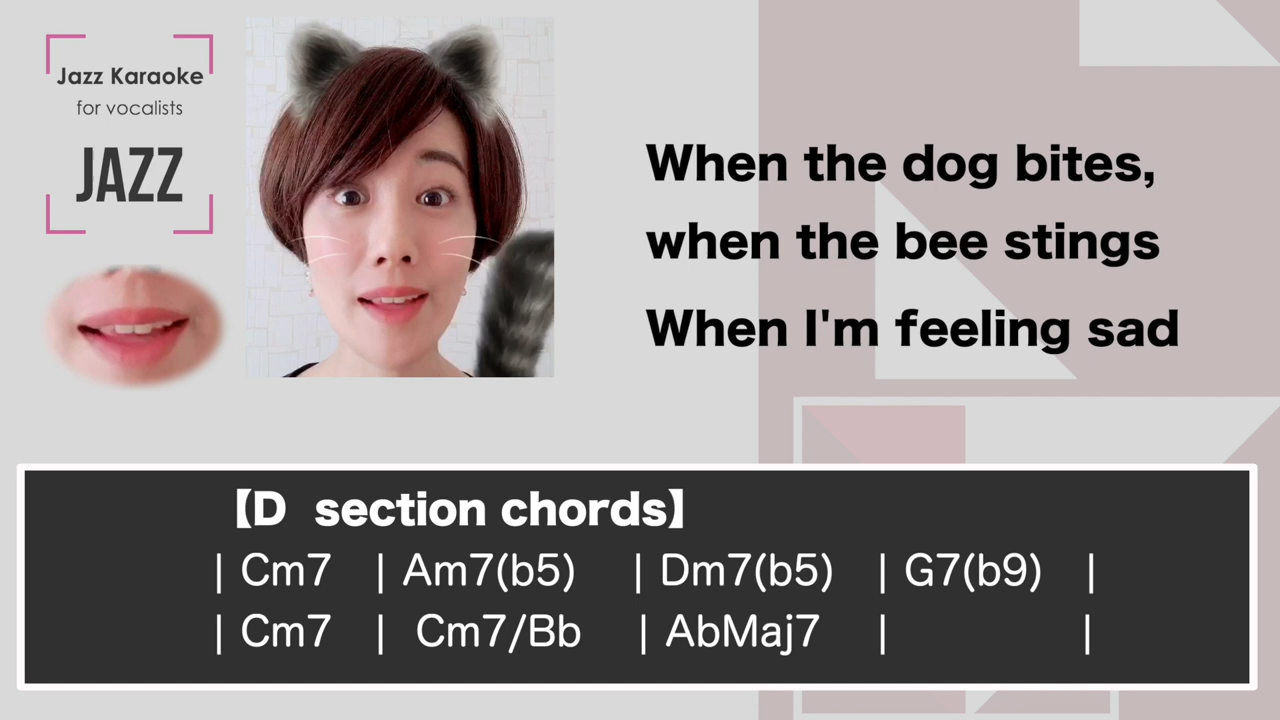 Jazz Karaoke
for vocalists
JAZZ
When the dog bites,
when the bee stings
When I'm feeling sad
【D section chords】
| Cm7 | Am7(b5) | Dm7(b5) | G7(b9) |
| Cm7 | Cm7/Bb | AbMaj7 | |